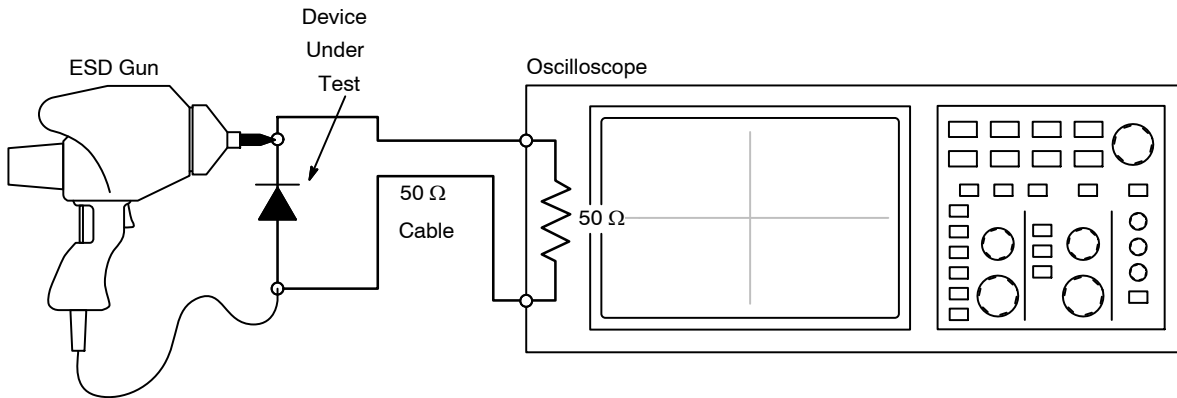 Device
Under
Test
ESD Gun
Oscilloscope
50 Ω
Cable
50 Ω